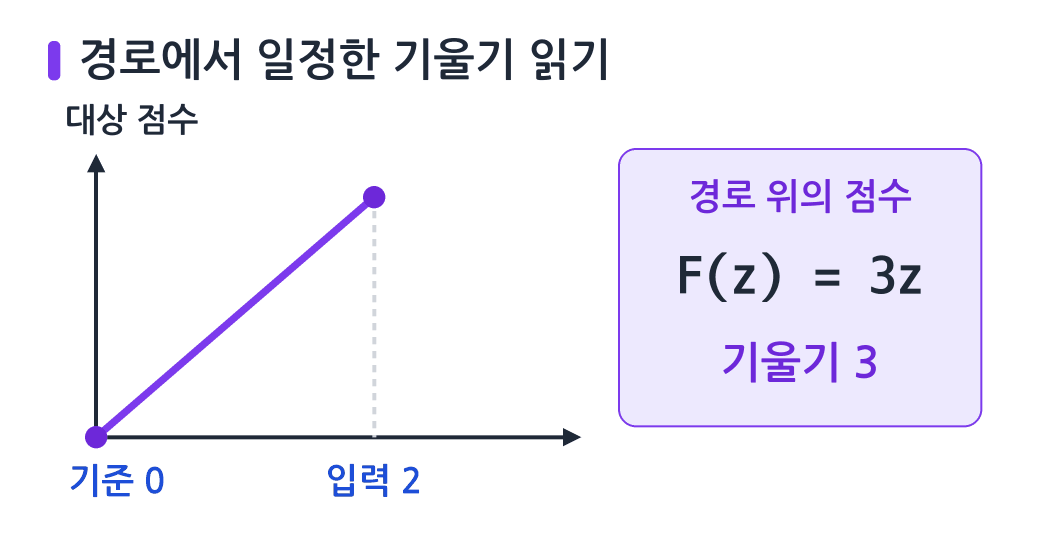 경로에서 일정한 기울기 읽기
대상 점수
기준 0
입력 2
경로 위의 점수
F(z) = 3z
기울기 3